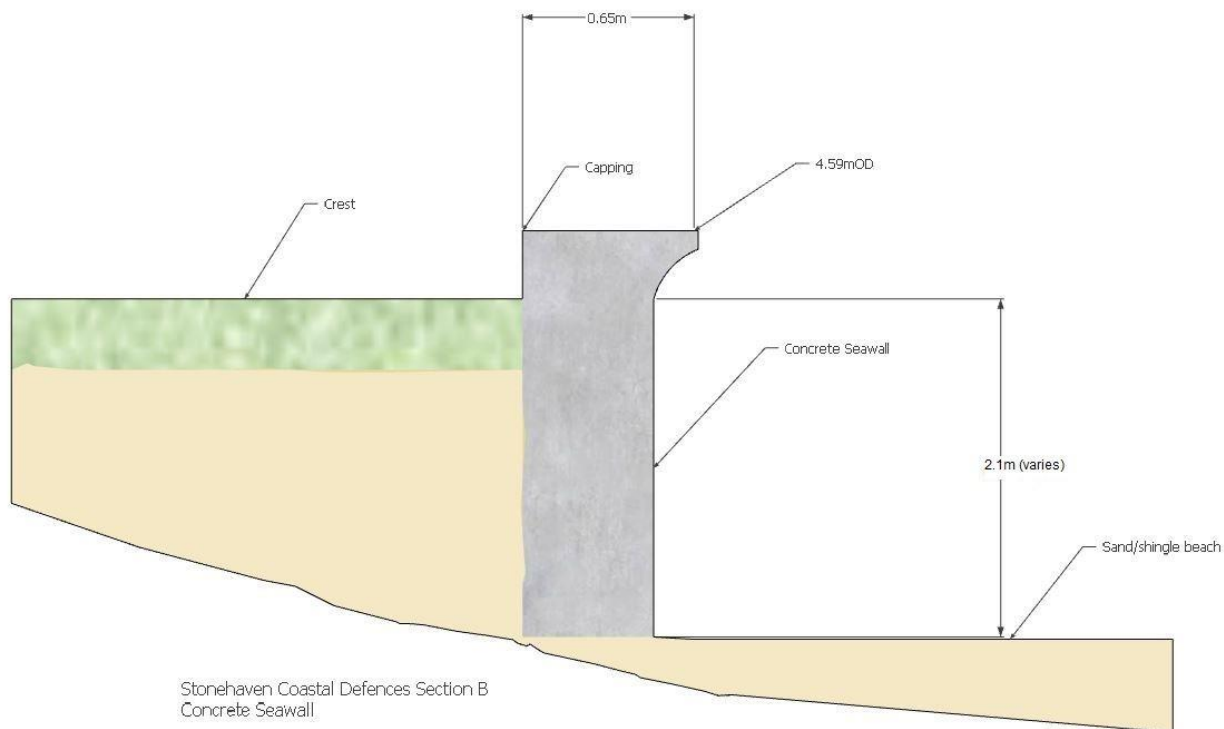 0.65m
Capping
4.59mOD
Crest
Concrete Seawall
2.1m (varies)
Sand/shingle beach
Stonehaven Coastal Defences Section B
Concrete Seawall